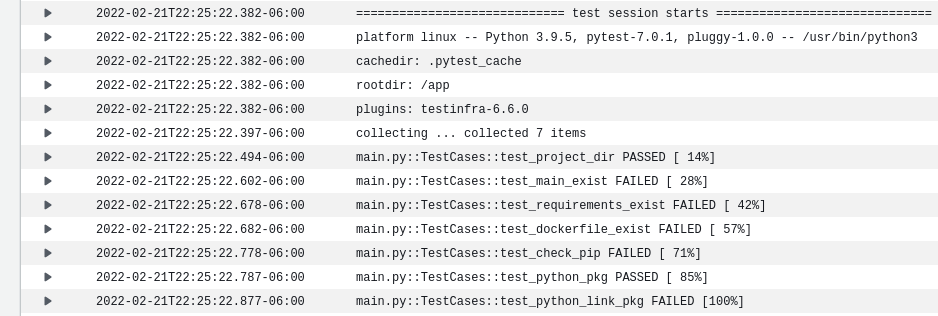 2022-02-21T22:25:22.382-06:00 ============================= test session starts ==============================
2022-02-21T22:25:22.382-06:00 platform linux -- Python 3.9.5, pytest-7.0.1, pluggy-1.0.0 -- /usr/bin/python3
2022-02-21T22:25:22.382-06:00 cachedir: .pytest_cache
2022-02-21T22:25:22.382-06:00 rootdir: /app
2022-02-21T22:25:22.382-06:00 plugins: testinfra-6.6.0
2022-02-21T22:25:22.397-06:00 collecting ... collected 7 items
2022-02-21T22:25:22.494-06:00 main.py::TestCases::test_project_dir PASSED [ 14%]
2022-02-21T22:25:22.602-06:00 main.py::TestCases::test_main_exist FAILED [ 28%]
2022-02-21T22:25:22.678-06:00 main.py::TestCases::test_requirements_exist FAILED [ 42%]
2022-02-21T22:25:22.682-06:00 main.py::TestCases::test_dockerfile_exist FAILED [ 57%]
2022-02-21T22:25:22.778-06:00 main.py::TestCases::test_check_pip FAILED [ 71%]
2022-02-21T22:25:22.787-06:00 main.py::TestCases::test_python_pkg PASSED [ 85%]
2022-02-21T22:25:22.877-06:00 main.py::TestCases::test_python_link_pkg FAILED [100%]